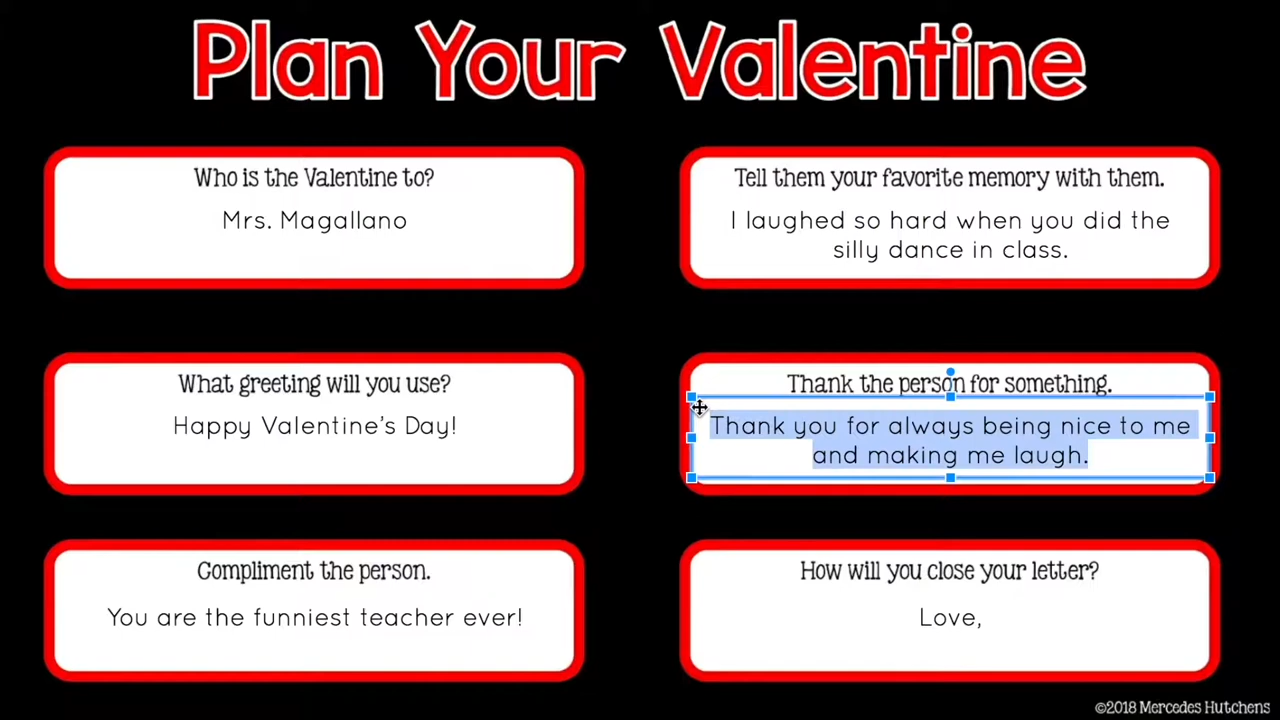 Plan Your Valentine
Who is the Valentine to?
Mrs. Magallano
Tell them your favorite memory with them.
I laughed so hard when you did the
silly dance in class.
What greeting will you use?
Happy Valentine's Day!
Thank the person for something.
Thank you for always being nice to me
and making me laugh.
Compliment the person.
You are the funniest teacher ever!
How will you close your letter?
Love,
©2018 Mercedes Hutchens